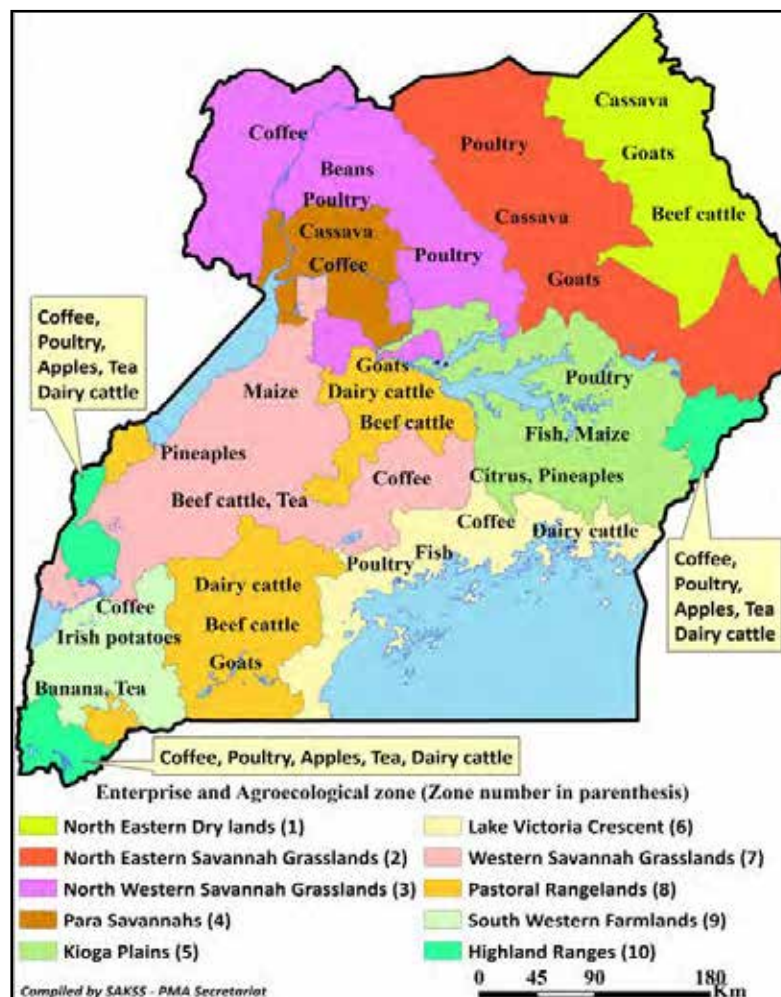 Cassava
Coffee
Poultry
Goats
Beans
Poultry
Beef cattle
Cassava
Cassava
Poultry
Coffee
Goats
Coffee,
Poultry,
Apples, Tea
Dairy cattle
Goats
Poultry
Maize
Dairy cattle
Beef cattle
Fish, Maize
Pineaples
Coffee
Citrus, Pineaples
Beef cattle, Tea
Coffee
Dairy cattle
Poultry
Fish
Coffee,
Poultry,
Apples, Tea
Dairy cattle
Dairy cattle
Coffee
Beef cattle
Irish potatoes
Goats
Banana, Tea
Coffee, Poultry, Apples, Tea, Dairy cattle
Enterprise and Agroecological zone (Zone number in parenthesis)
North Eastern Dry lands (1)
North Eastern Savannah Grasslands (2)
North Western Savannah Grasslands (3)
Para Savannahs (4)
Kioga Plains (5)
Lake Victoria Crescent (6)
Western Savannah Grasslands (7)
Pastoral Rangelands (8)
South Western Farmlands (9)
Highland Ranges (10)
Compiled by SAKSS - PMA Secretariat
0 45 90 180
Km